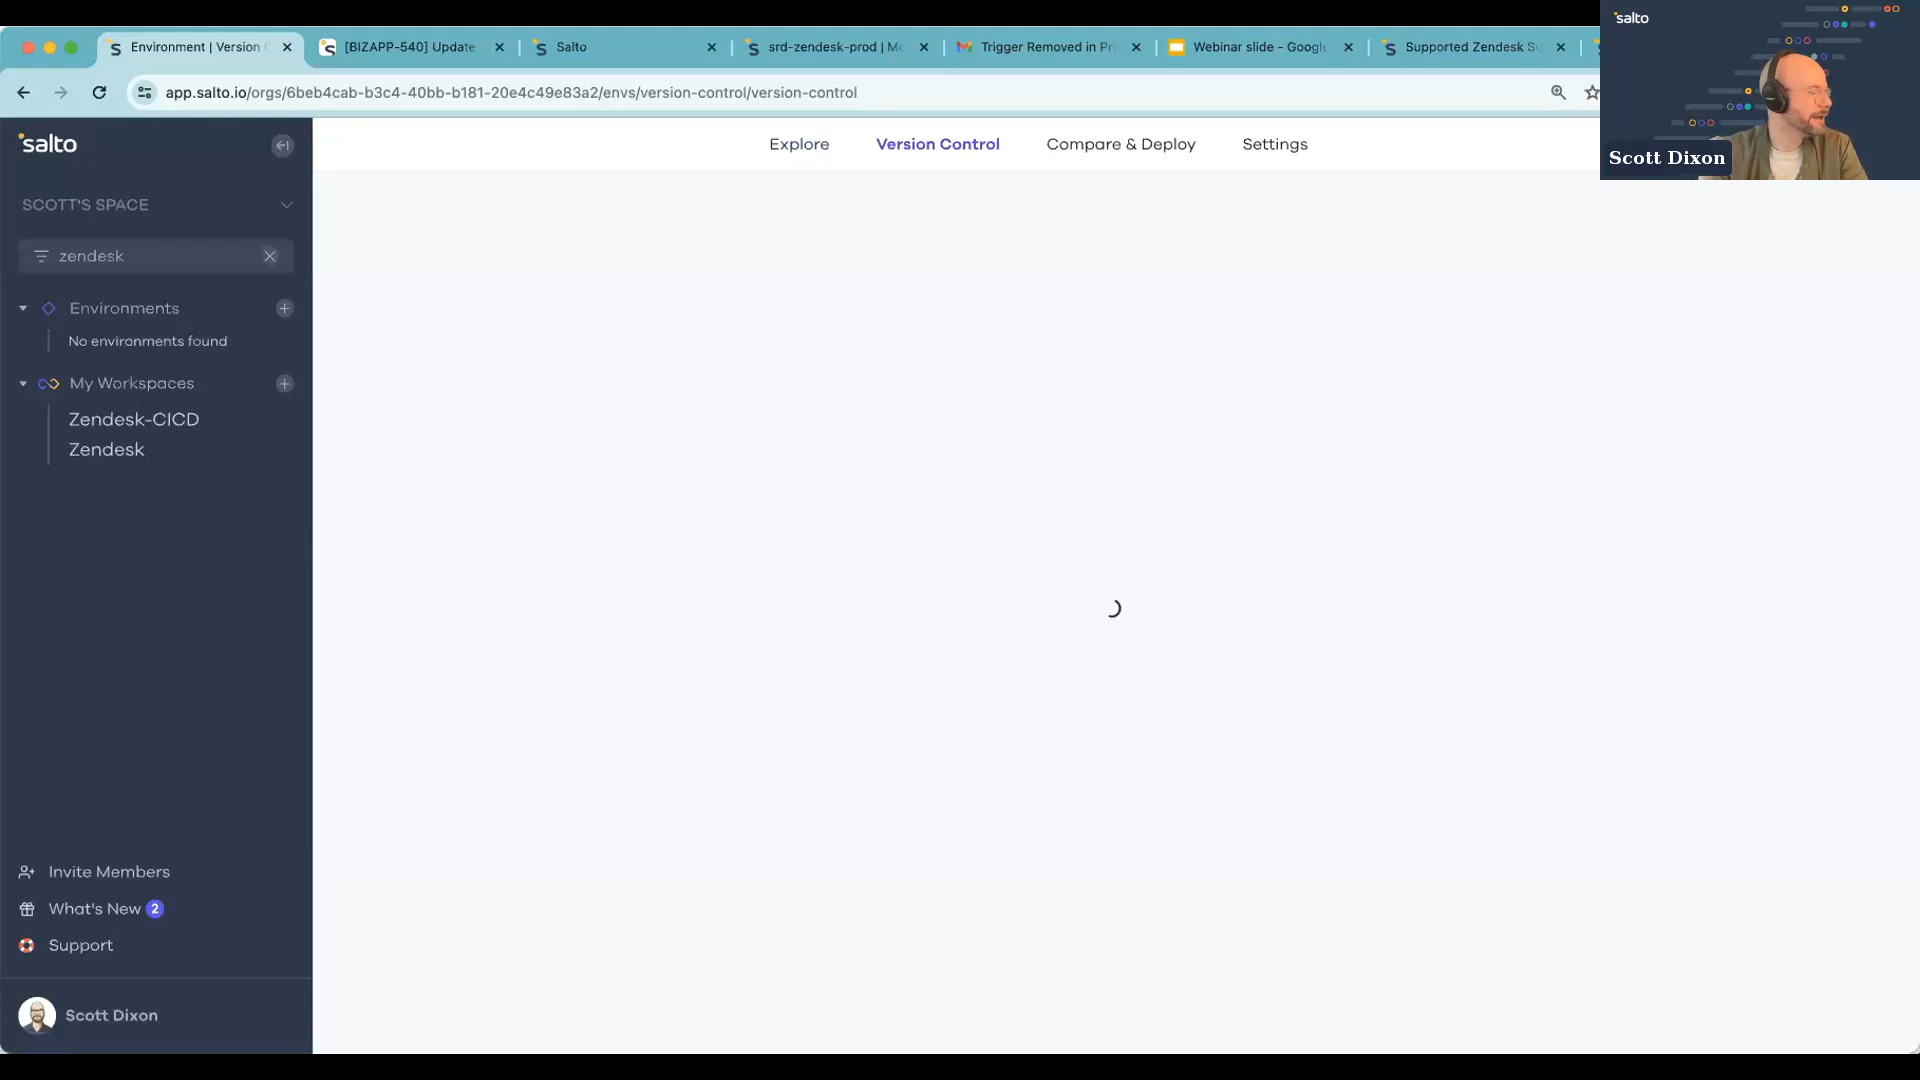 Environment | Version
[BIZAPP-540] Update
Salto
srd-zendesk-prod |
Trigger Removed in
Webinar slide - Google
Supported Zendesk
app.salto.io/orgs/6beb4cab-b3c4-40bb-b181-20e4c49e83a2/envs/version-control/version-control
salto
Scott Dixon
salto
Explore
Version Control
Compare & Deploy
Settings
SCOTT'S SPACE
zendesk
Environments
No environments found
My Workspaces
Zendesk-CICD
Zendesk
Invite Members
What's New 2
Support
Scott Dixon